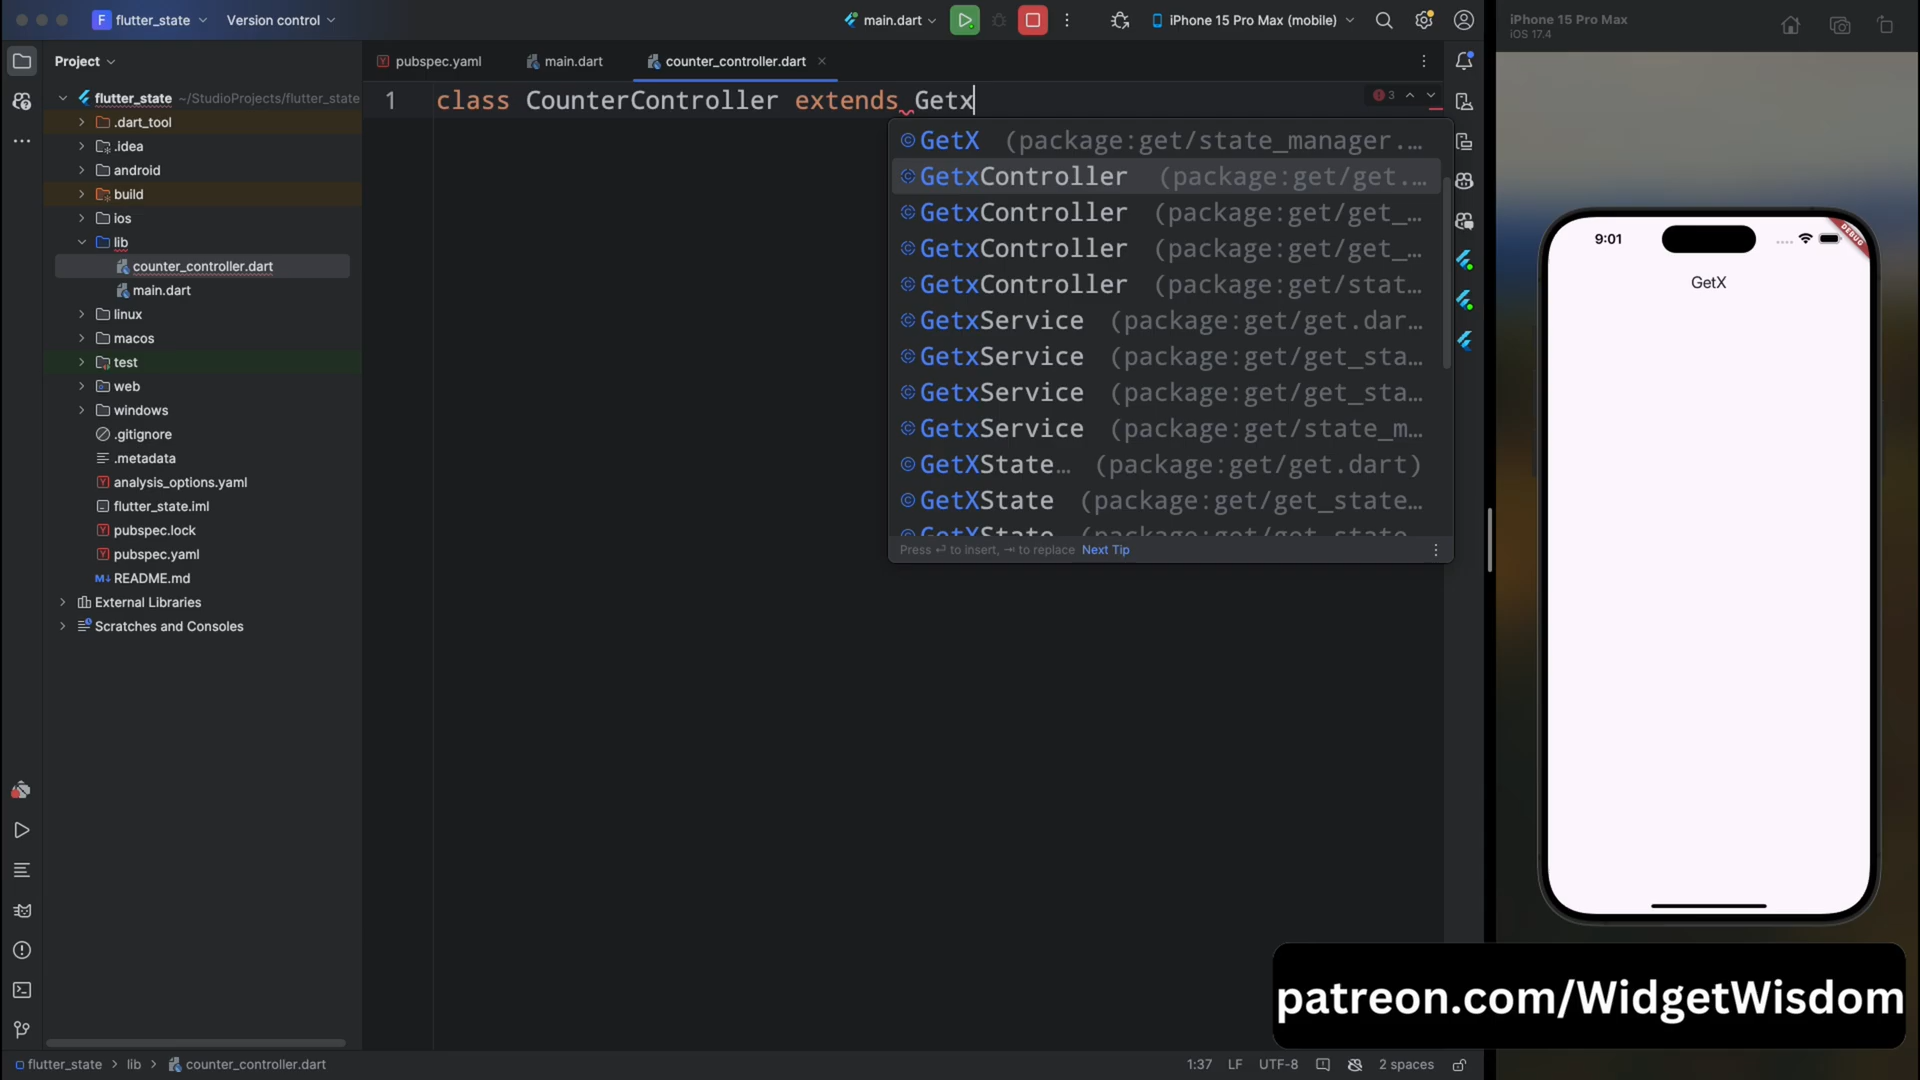 F flutter_state
Version control
main.dart
iPhone 15 Pro Max (mobile)
iPhone 15 Pro Max
iOS 17.4
Project
pubspec.yaml
main.dart
counter_controller.dart
flutter_state ~/StudioProjects/flutter_state
.dart_tool
.idea
android
build
ios
lib
counter_controller.dart
main.dart
linux
macos
test
web
windows
.gitignore
.metadata
analysis_options.yaml
flutter_state.iml
pubspec.lock
pubspec.yaml
M↓ README.md
External Libraries
Scratches and Consoles
1 class CounterController extends Getx
3
GetX (package:get/state_manager.…
GetxController (package:get/get.…
GetxController (package:get/get_…
GetxController (package:get/get_…
GetxController (package:get/stat…
GetxService (package:get/get.dar…
GetxService (package:get/get_sta…
GetxService (package:get/get_sta…
GetxService (package:get/state_m…
GetXState… (package:get/get.dart)
GetXState (package:get/get_state…
GetXState (package:get/get_state
Press ⏎ to insert, ⇥ to replace Next Tip
9:01
DEBUG
GetX
patreon.com/WidgetWisdom
flutter_state > lib > counter_controller.dart
1:37 LF UTF-8 2 spaces